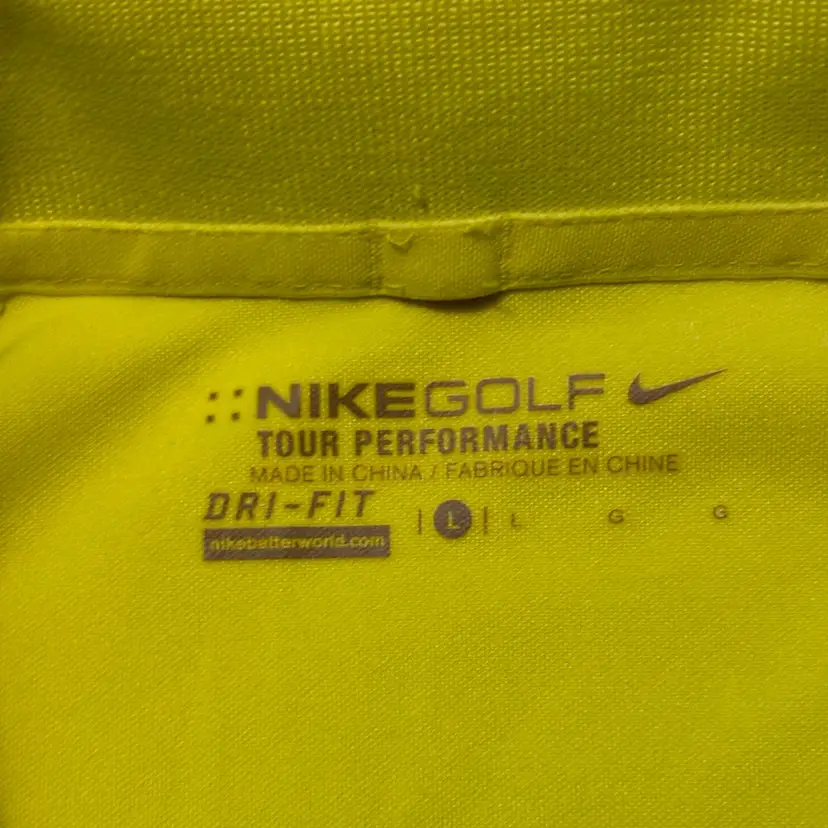 NIKEGOLF
TOUR PERFORMANCE
MADE IN CHINA / FABRIQUE EN CHINE
DRI-FIT
nikebetterworld.com
| L | L G G